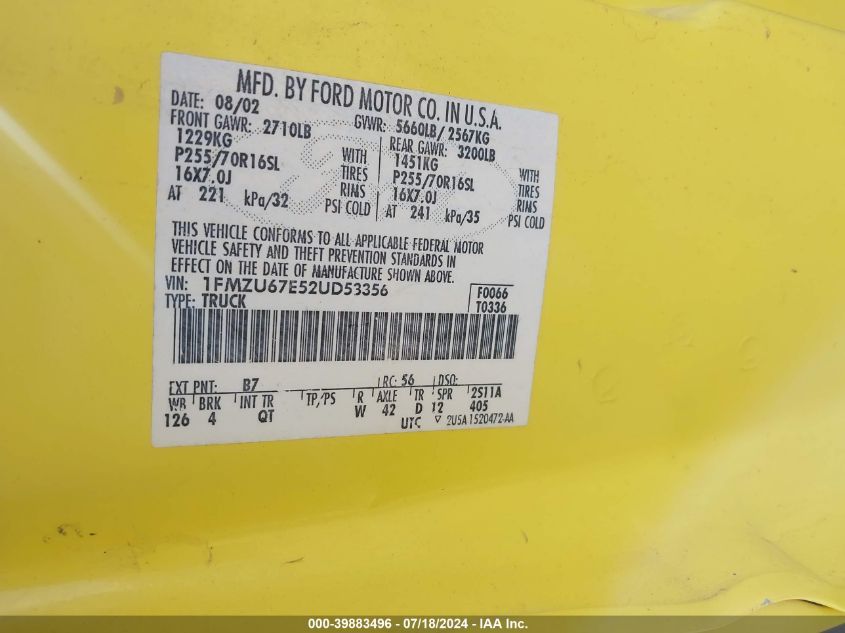 MFD. BY FORD MOTOR CO. IN U.S.A.
DATE: 08/02 GVWR: 5660LB/2567KG
FRONT GAWR: 2710LB REAR GAWR: 3200LB
1229KG WITH 1451KG WITH
P255/70R16SL TIRES P255/70R16SL TIRES
16X7.0J RIMS 16X7.0J RIMS
AT 221 kPa/32 PSI COLD AT 241 kPa/35 PSI COLD
THIS VEHICLE CONFORMS TO ALL APPLICABLE FEDERAL MOTOR
VEHICLE SAFETY AND THEFT PREVENTION STANDARDS IN
EFFECT ON THE DATE OF MANUFACTURE SHOWN ABOVE.
VIN: 1FMZU67E52UD53356 F0066
TYPE: TRUCK T0336
EXT PNT: B7 RC: 56 DSO:
WB BRK INT TR TP/PS R AXLE TR SPR 2S11A
126 4 QT W 42 D 12 405
UTC 2U5A 1520472 AA
000-39883496 - 07/18/2024 - IAA Inc.